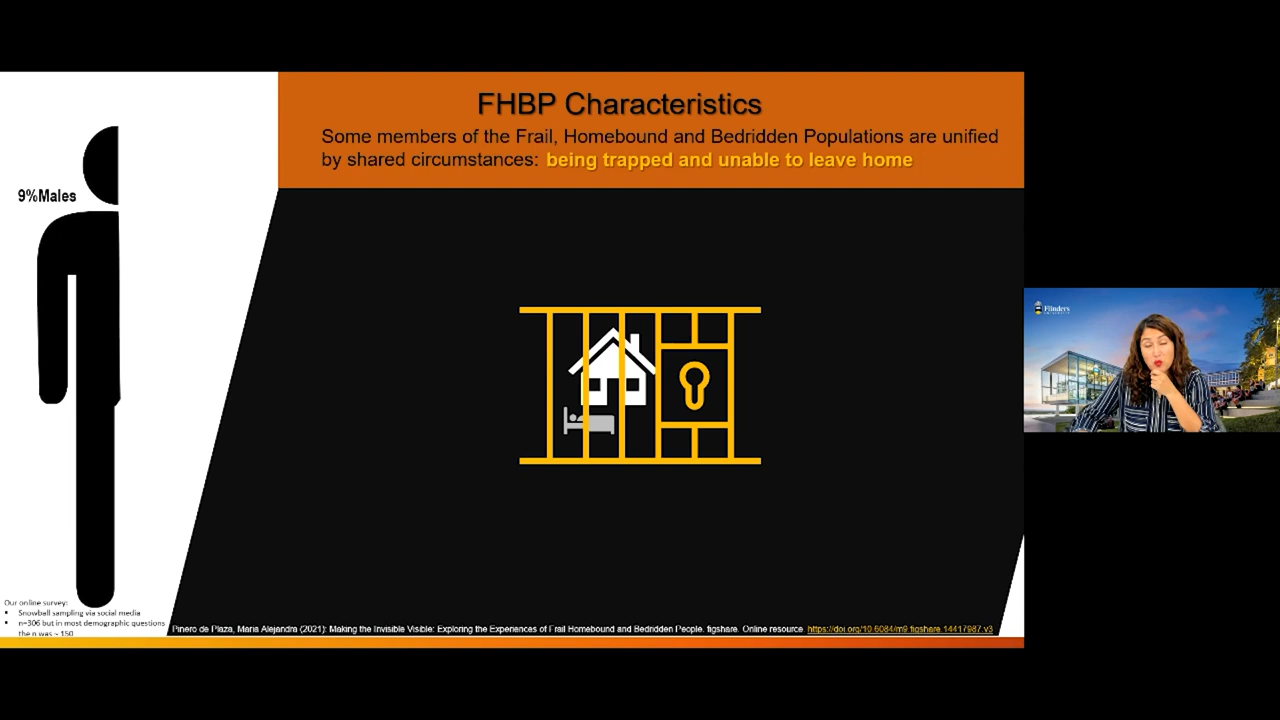 FHBP Characteristics
Some members of the Frail, Homebound and Bedridden Populations are unified
by shared circumstances: being trapped and unable to leave home
9%Males
Our online survey:
▪ Snowball sampling via social media
▪ n=306 but in most demographic questions
the n was ~ 150
Pinero de Plaza, Maria Alejandra (2021): Making the Invisible Visible: Exploring the Experiences of Frail Homebound and Bedridden People. figshare. Online resource. https://doi.org/10.6084/m9.figshare.14417987.v3
Flinders
UNIVERSITY